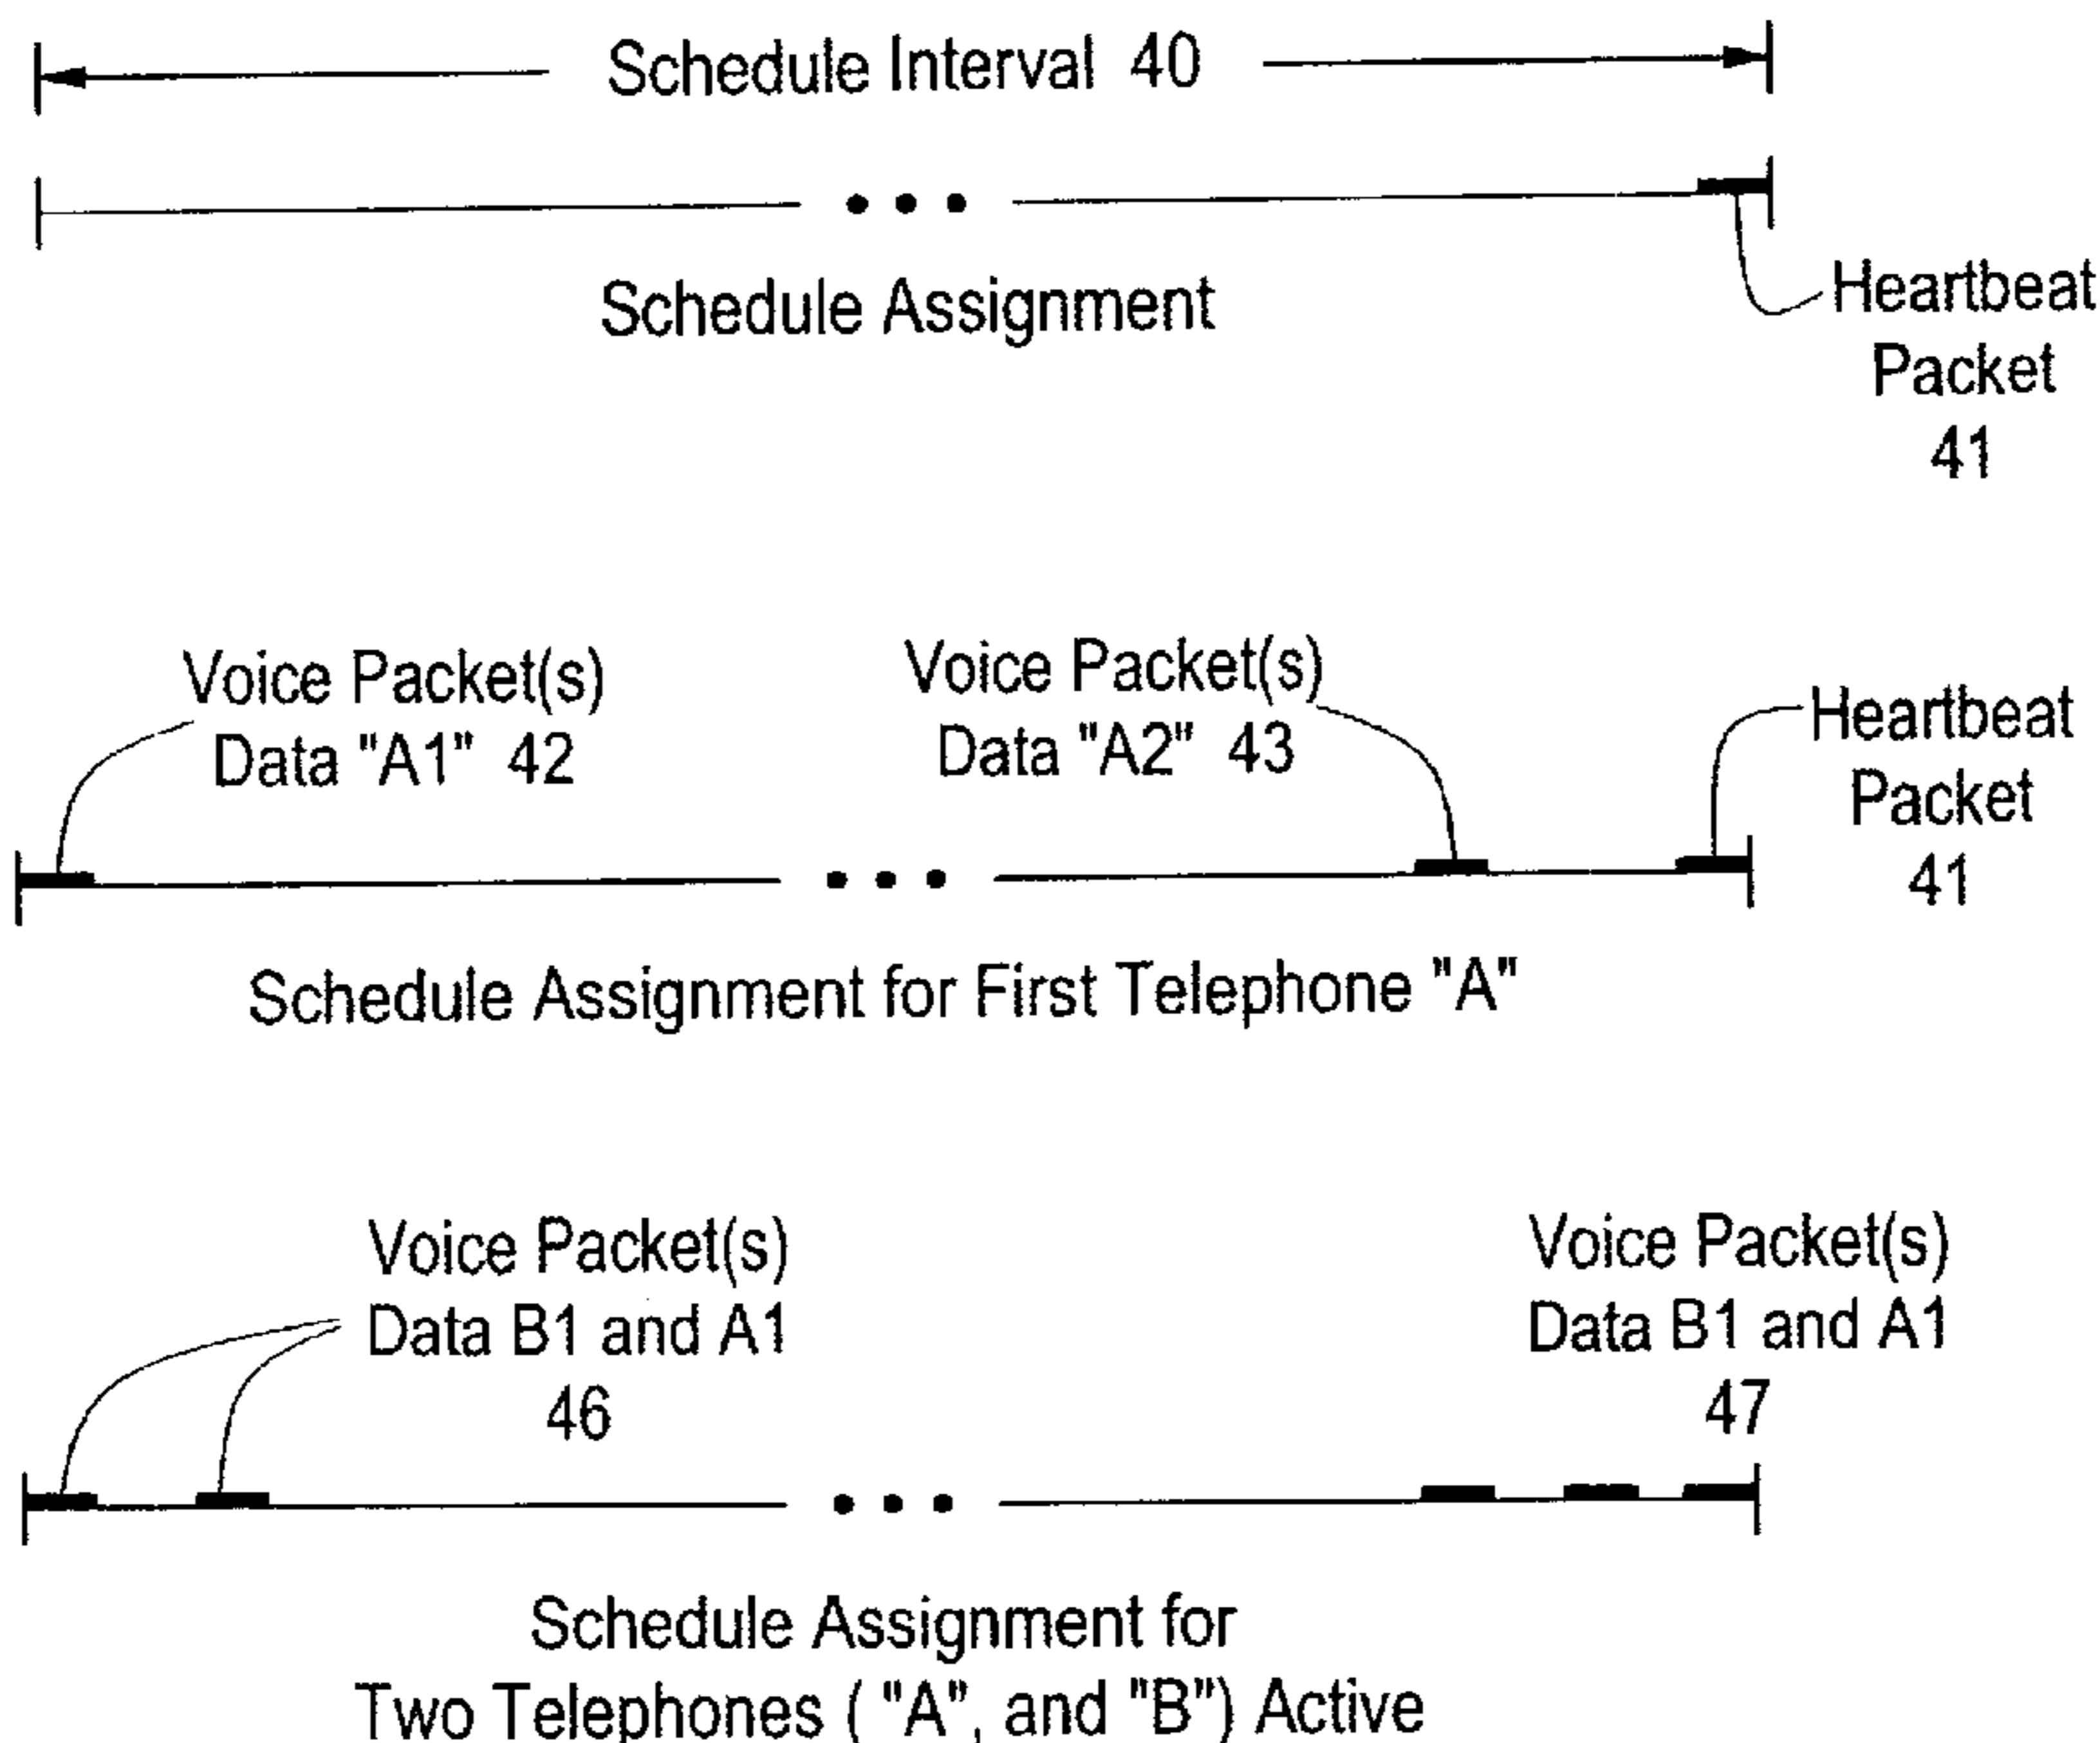 Schedule Interval 40
Schedule Assignment
Heartbeat
Packet
41
Voice Packet(s)
Data "A1" 42
Voice Packet(s)
Data "A2" 43
Heartbeat
Packet
41
Schedule Assignment for First Telephone "A"
Voice Packet(s)
Data B1 and A1
46
Voice Packet(s)
Data B1 and A1
47
Schedule Assignment for
Two Telephones ( "A", and "B") Active